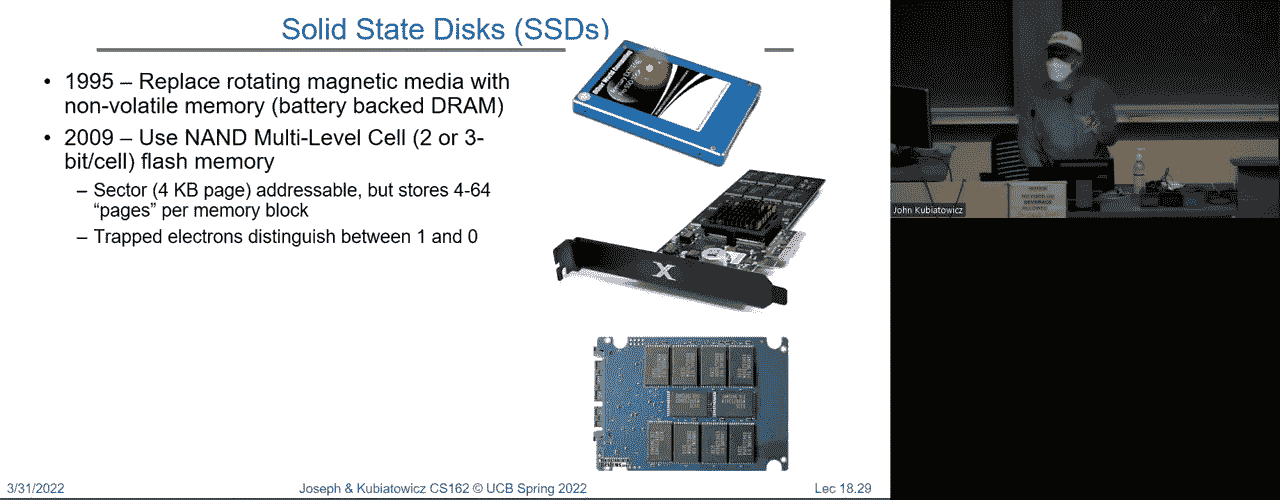 Solid State Disks (SSDs)
• 1995 – Replace rotating magnetic media with
non-volatile memory (battery backed DRAM)
• 2009 – Use NAND Multi-Level Cell (2 or 3-
bit/cell) flash memory
– Sector (4 KB page) addressable, but stores 4-64
“pages” per memory block
– Trapped electrons distinguish between 1 and 0
X
John Kubiatowicz
3/31/2022
Joseph & Kubiatowicz CS162 © UCB Spring 2022
Lec 18.29